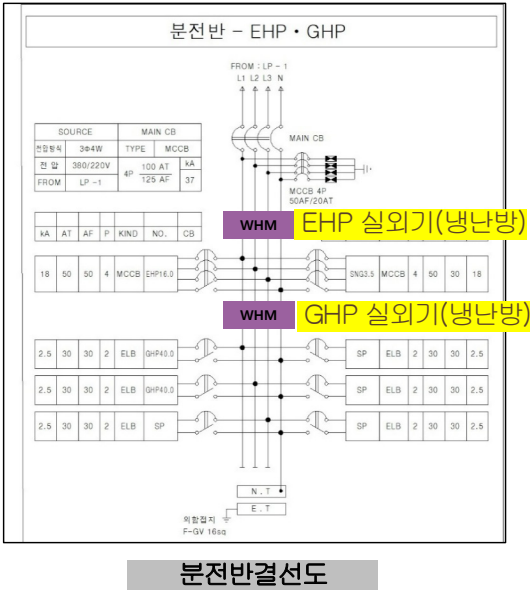 분전반 - EHP · GHP
FROM : LP - 1
L1 L2 L3 N
SOURCE MAIN CB
전압방식 3Φ4W TYPE MCCB
전 압 380/220V 4P 100 AT 125 AF kA
FROM LP -1 37
MAIN CB
MCCB 4P
50AF/20AT
kA AT AF P KIND NO. CB
WHM EHP 실외기(냉난방)
18 50 50 4 MCCB EHP16.0 SNG3.5 MCCB 4 50 30 18
WHM GHP 실외기(냉난방)
2.5 30 30 2 ELB GHP40.0 SP ELB 2 30 30 2.5
2.5 30 30 2 ELB GHP40.0 SP ELB 2 30 30 2.5
2.5 30 30 2 ELB SP SP ELB 2 30 30 2.5
N . T
E . T
외함접지
F-GV 16sq
분전반결선도